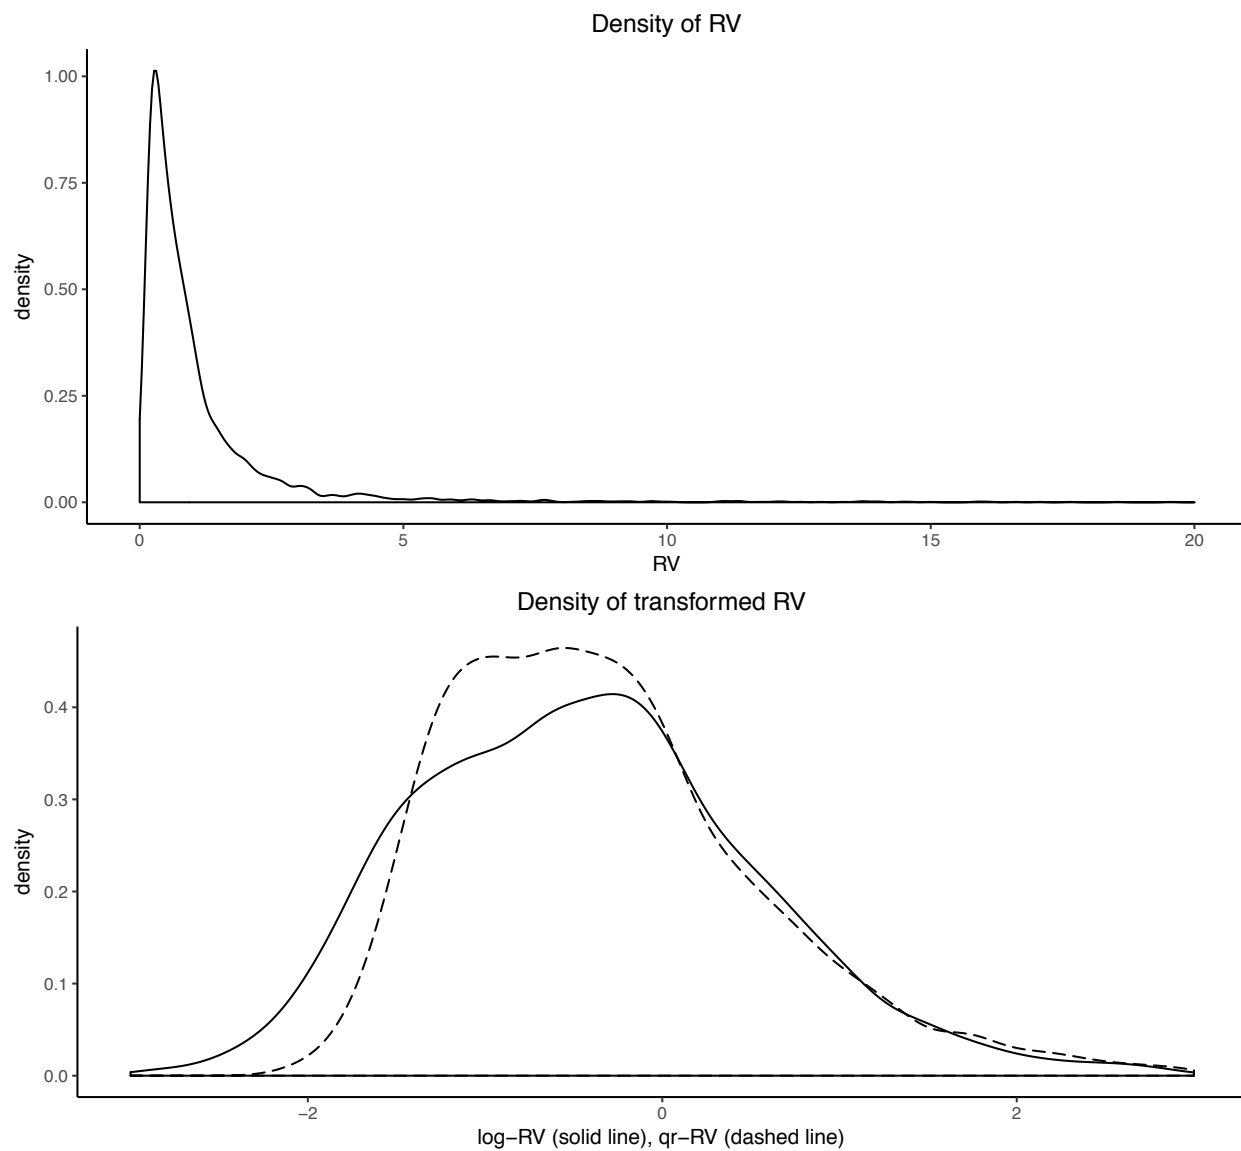 Density of RV
1.00
0.75
0.50
0.25
0.00
density
0 5 10 15 20
RV
Density of transformed RV
0.4
0.3
0.2
0.1
0.0
density
−2 0 2
log−RV (solid line), qr−RV (dashed line)